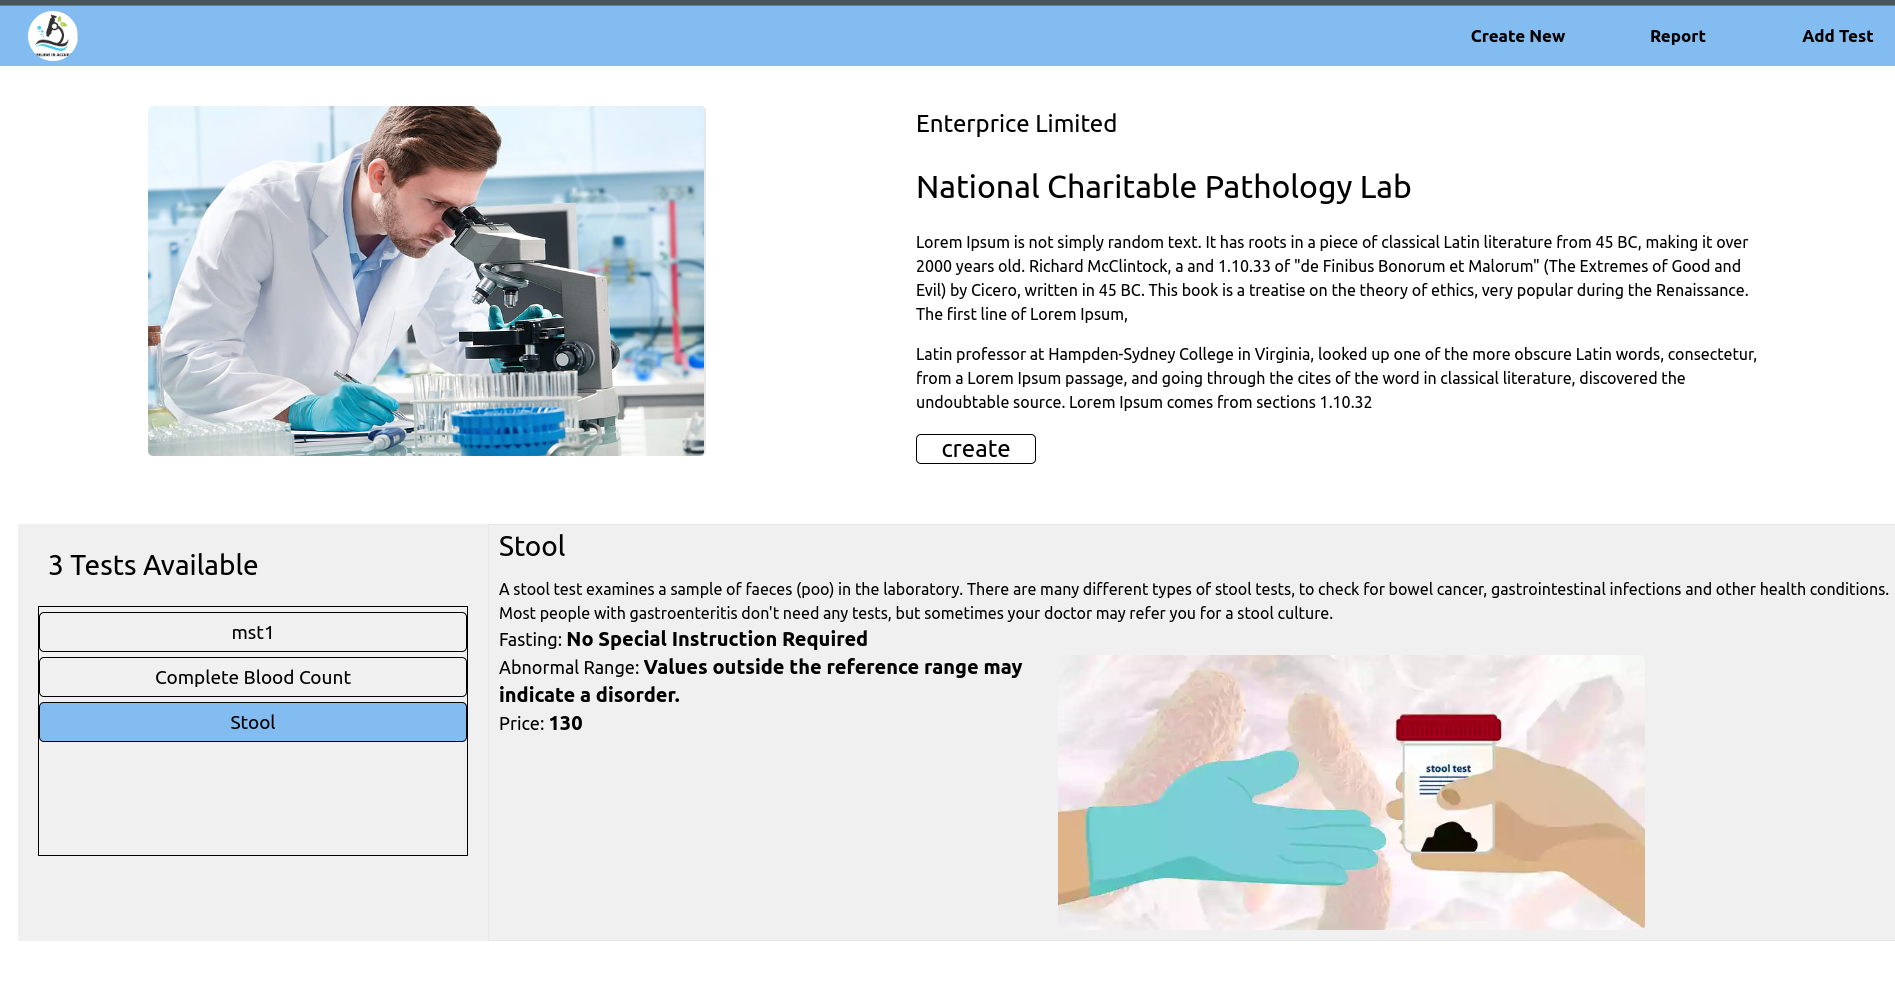 Create New
Report
Add Test
Enterprice Limited
National Charitable Pathology Lab
Lorem Ipsum is not simply random text. It has roots in a piece of classical Latin literature from 45 BC, making it over
2000 years old. Richard McClintock, a and 1.10.33 of "de Finibus Bonorum et Malorum" (The Extremes of Good and
Evil) by Cicero, written in 45 BC. This book is a treatise on the theory of ethics, very popular during the Renaissance.
The first line of Lorem Ipsum,
Latin professor at Hampden-Sydney College in Virginia, looked up one of the more obscure Latin words, consectetur,
from a Lorem Ipsum passage, and going through the cites of the word in classical literature, discovered the
undoubtable source. Lorem Ipsum comes from sections 1.10.32
create
3 Tests Available
mst1
Complete Blood Count
Stool
Stool
A stool test examines a sample of faeces (poo) in the laboratory. There are many different types of stool tests, to check for bowel cancer, gastrointestinal infections and other health conditions.
Most people with gastroenteritis don't need any tests, but sometimes your doctor may refer you for a stool culture.
Fasting: No Special Instruction Required
Abnormal Range: Values outside the reference range may
indicate a disorder.
Price: 130
stool test